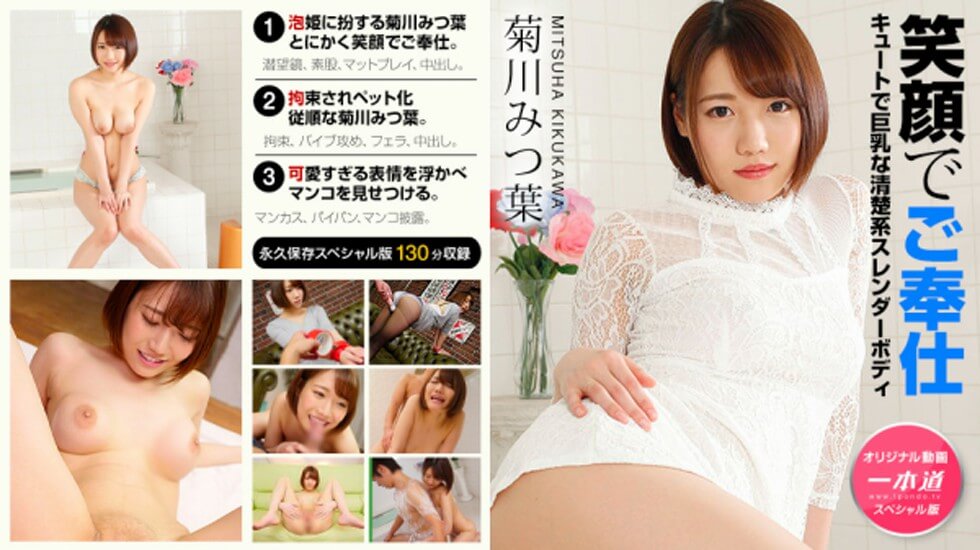 1 泡姫に扮する菊川みつ葉
とにかく笑顔でご奉仕。
潜望鏡、素股、マットプレイ、中出し。
2 拘束されペット化
従順な菊川みつ葉。
拘束、バイブ攻め、フェラ、中出し。
3 可愛すぎる表情を浮かべ
マンコを見せつける。
マンカス、パイパン、マンコ披露。
永久保存スペシャル版 130分収録
菊川みつ葉
MITSUHA KIKUKAWA
笑顔でご奉仕
キュートで巨乳な清楚系スレンダーボディ
オリジナル動画
一本道
www.1pondo.tv
スペシャル版